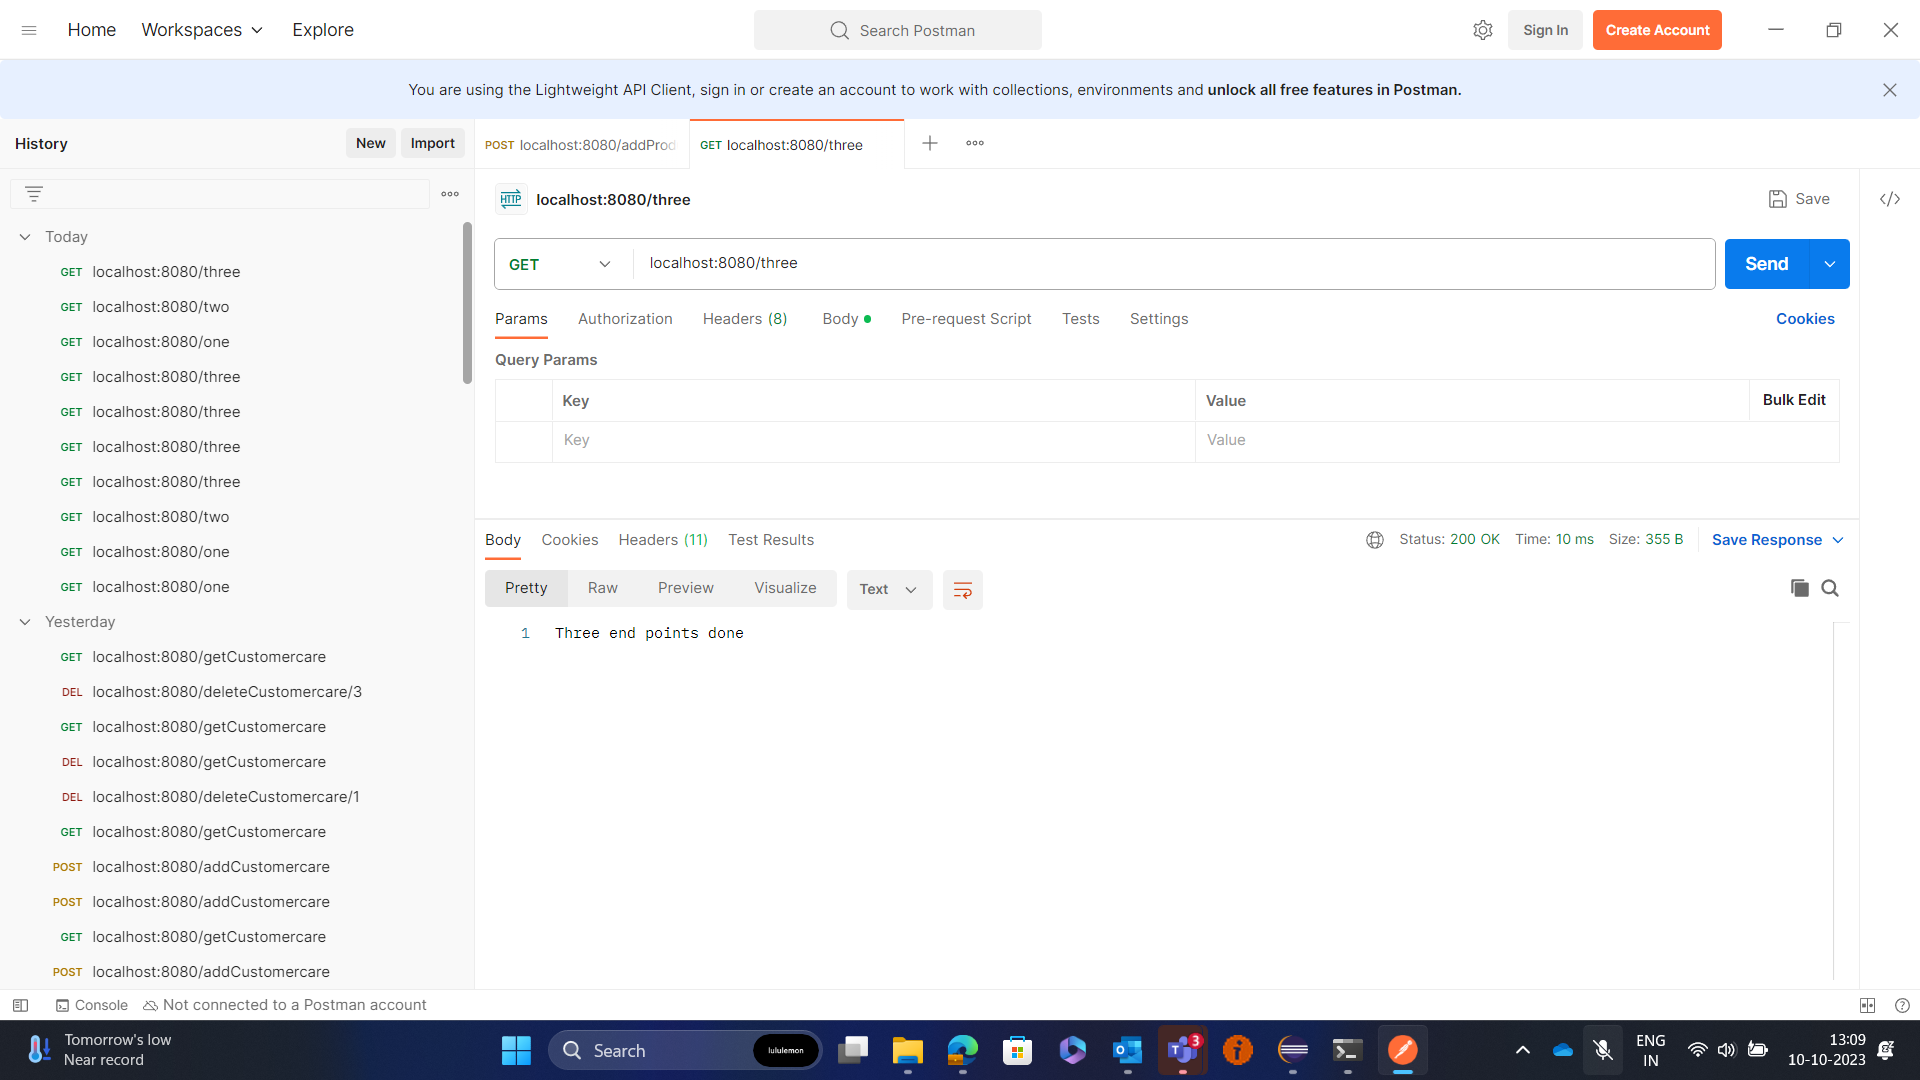 Home Workspaces Explore Search Postman Sign In Create Account
You are using the Lightweight API Client, sign in or create an account to work with collections, environments and unlock all free features in Postman.
History New Import
POST localhost:8080/addProd GET localhost:8080/three
HTTP localhost:8080/three Save
Today
GET localhost:8080/three
GET localhost:8080/two
GET localhost:8080/one
GET localhost:8080/three
GET localhost:8080/three
GET localhost:8080/three
GET localhost:8080/three
GET localhost:8080/two
GET localhost:8080/one
GET localhost:8080/one
Yesterday
GET localhost:8080/getCustomercare
DEL localhost:8080/deleteCustomercare/3
GET localhost:8080/getCustomercare
DEL localhost:8080/getCustomercare
DEL localhost:8080/deleteCustomercare/1
GET localhost:8080/getCustomercare
POST localhost:8080/addCustomercare
POST localhost:8080/addCustomercare
GET localhost:8080/getCustomercare
POST localhost:8080/addCustomercare
GET localhost:8080/three Send
Params Authorization Headers (8) Body Pre-request Script Tests Settings Cookies
Query Params
Key Value Bulk Edit
Key Value
Body Cookies Headers (11) Test Results Status: 200 OK Time: 10 ms Size: 355 B Save Response
Pretty Raw Preview Visualize Text
1 Three end points done
Console Not connected to a Postman account
Tomorrow's low
Near record
Search lululemon
3
ENG
IN
13:09
10-10-2023